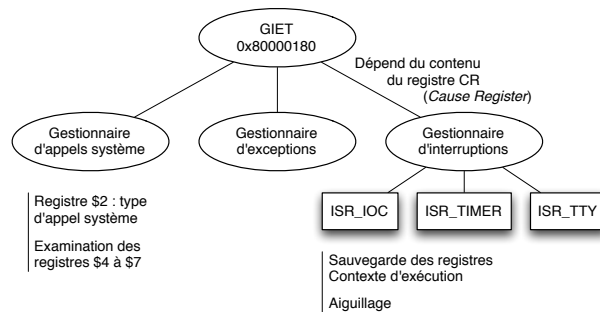 GIET
0x80000180
Dépend du contenu
du registre CR
(Cause Register)
Gestionnaire
d'appels système
Gestionnaire
d'exceptions
Gestionnaire
d'interruptions
Registre $2 : type
d'appel système
Examination des
registres $4 à $7
ISR_IOC
ISR_TIMER
ISR_TTY
Sauvegarde des registres
Contexte d'exécution
Aiguillage